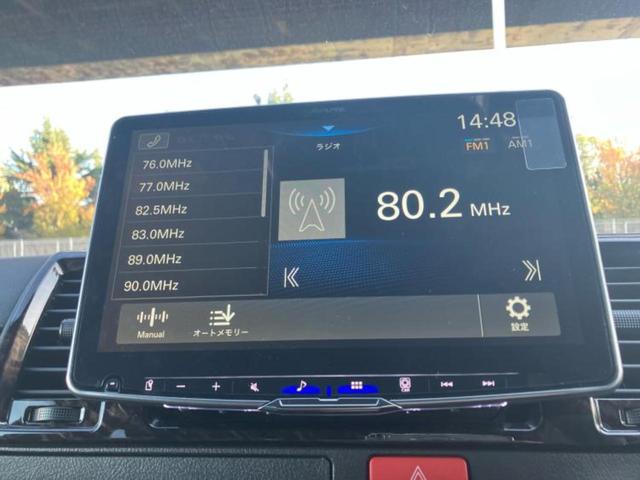 ALPINE
14:48
ラジオ
FM1 AM1
76.0MHz
77.0MHz
82.5MHz
83.0MHz
89.0MHz
90.0MHz
80.2 MHz
Manual
オートメモリー
設定